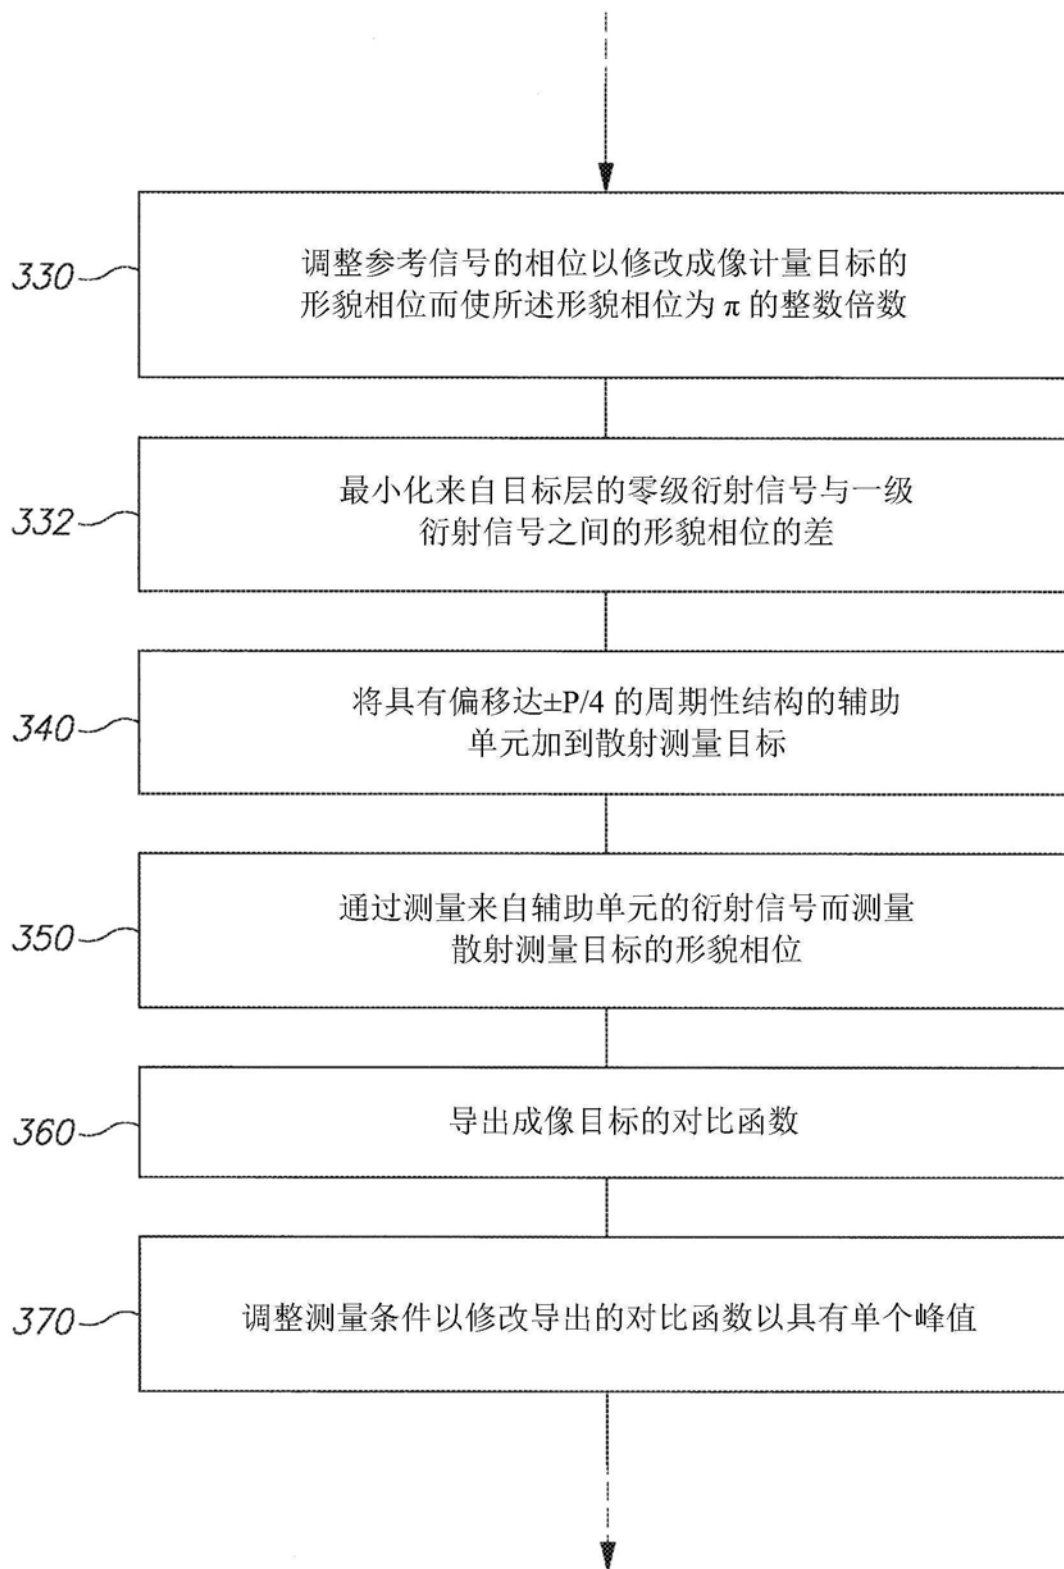 330
调整参考信号的相位以修改成像计量目标的
形貌相位而使所述形貌相位为 π 的整数倍数
332
最小化来自目标层的零级衍射信号与一级
衍射信号之间的形貌相位的差
340
将具有偏移达±P/4 的周期性结构的辅助
单元加到散射测量目标
350
通过测量来自辅助单元的衍射信号而测量
散射测量目标的形貌相位
360
导出成像目标的对比函数
370
调整测量条件以修改导出的对比函数以具有单个峰值